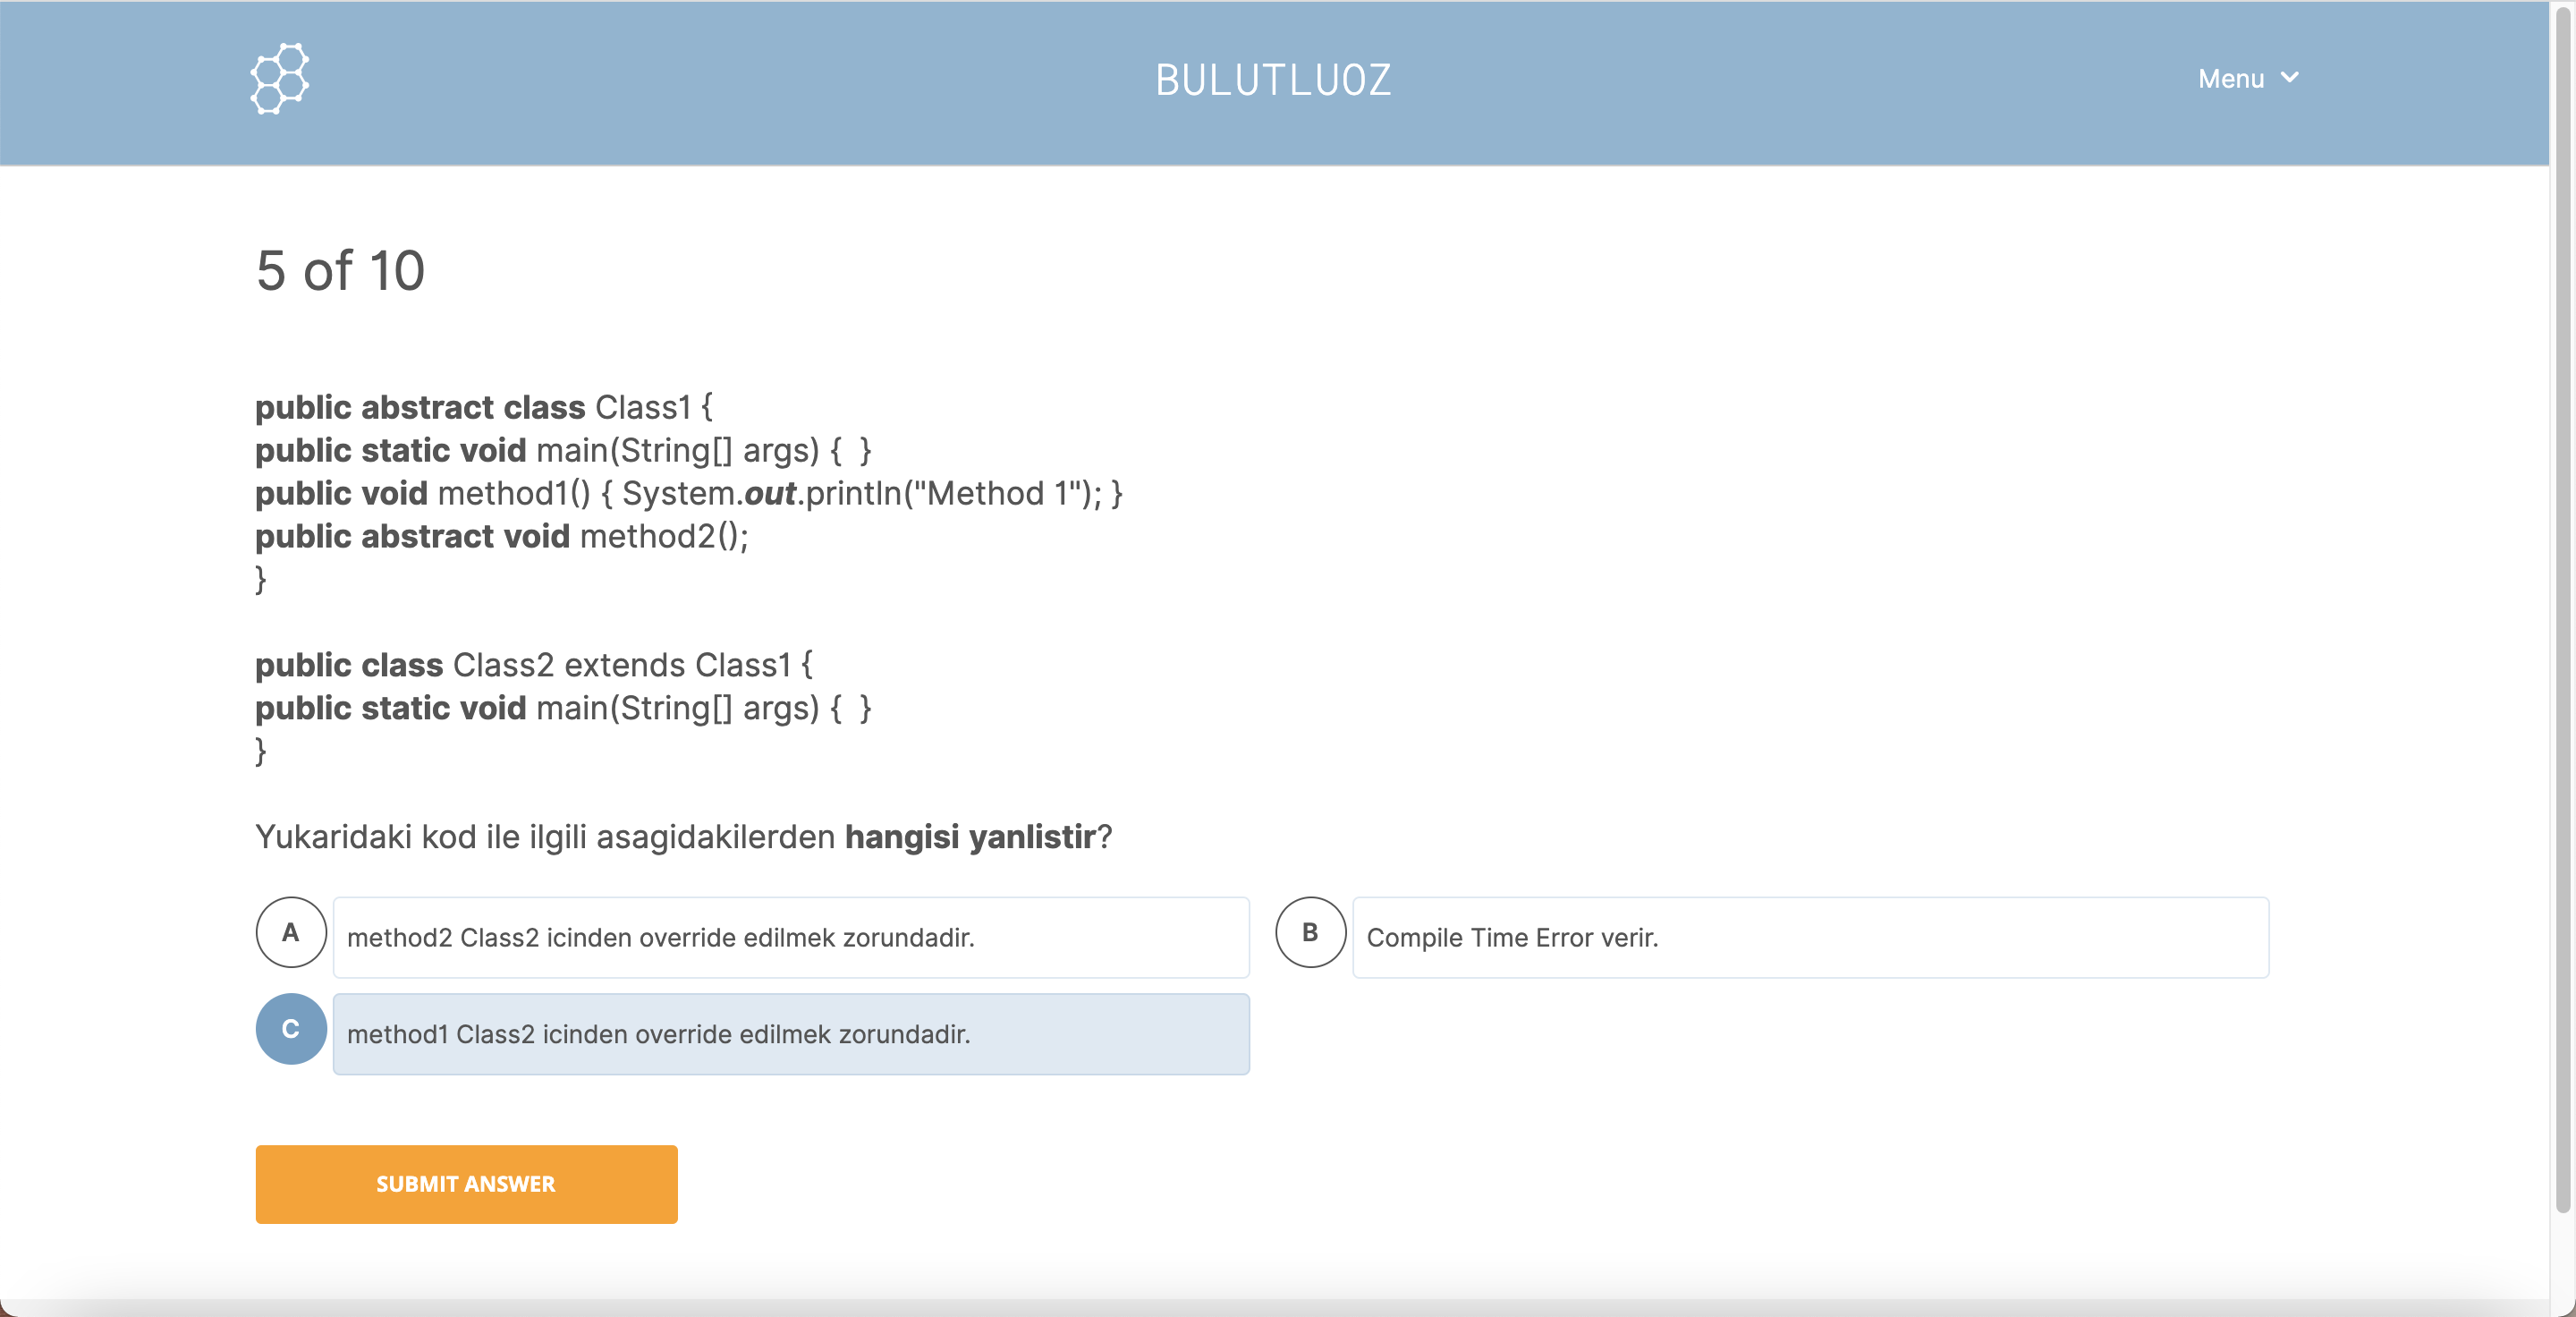 BULUTLUOZ
Menu
5 of 10
public abstract class Class1 {
public static void main(String[] args) { }
public void method1() { System.out.println("Method 1"); }
public abstract void method2();
}
public class Class2 extends Class1 {
public static void main(String[] args) { }
}
Yukaridaki kod ile ilgili asagidakilerden hangisi yanlistir?
A method2 Class2 icinden override edilmek zorundadir.
B Compile Time Error verir.
C method1 Class2 icinden override edilmek zorundadir.
SUBMIT ANSWER